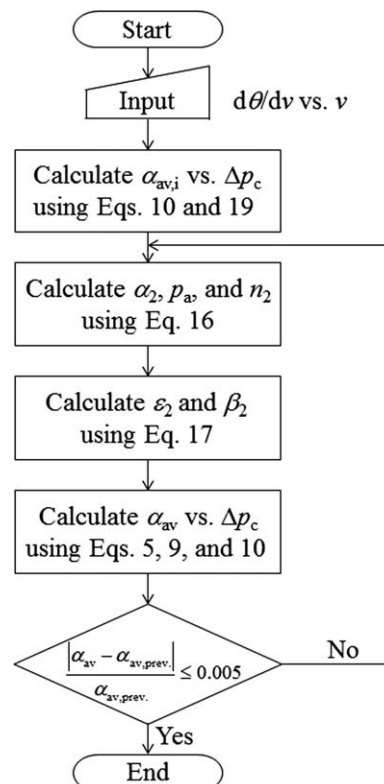 Start
Input
dθ/dv vs. v
Calculate α_av,i vs. Δp_c
using Eqs. 10 and 19
Calculate α_2, p_a, and n_2
using Eq. 16
Calculate ε_2 and β_2
using Eq. 17
Calculate α_av vs. Δp_c
using Eqs. 5, 9, and 10
|α_av − α_av,prev.| / α_av,prev. ≤ 0.005
No
Yes
End